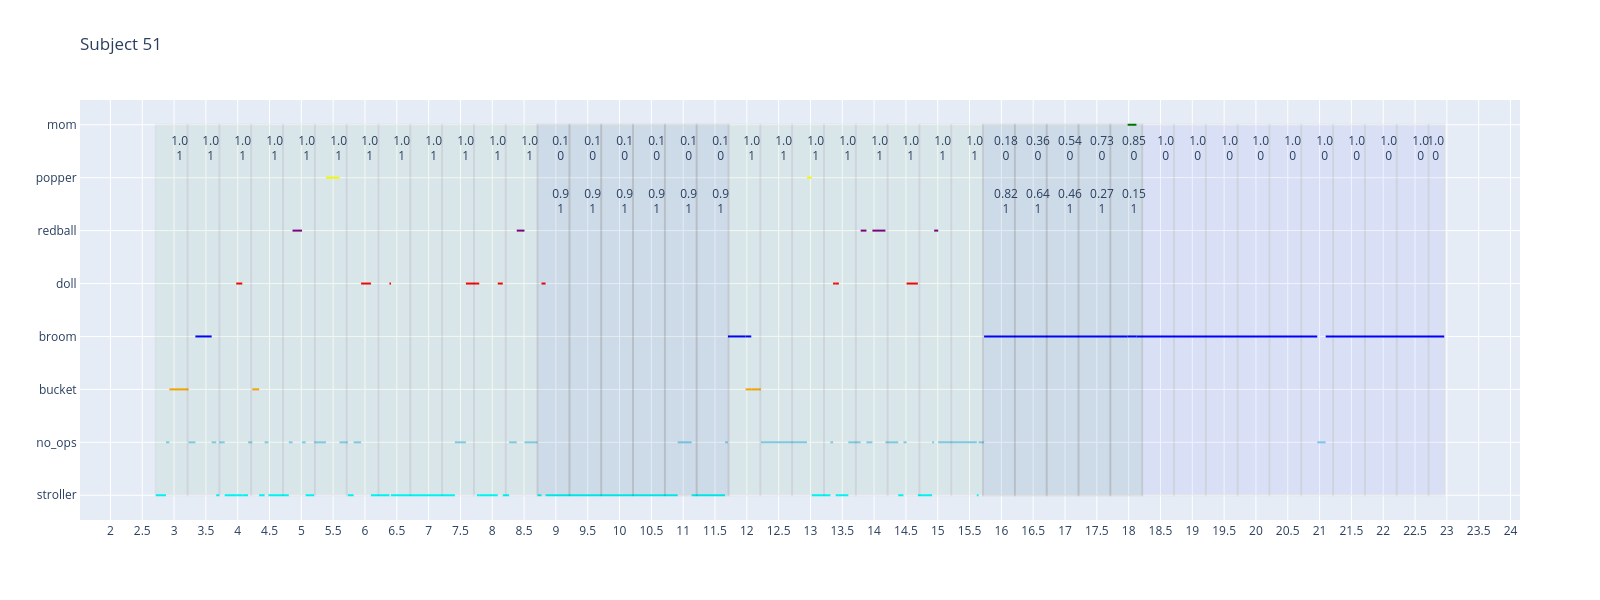 Subject 51
mom
1.0 1.0 1.0 1.0 1.0 1.0 1.0 1.0 1.0 1.0 1.0 1.0 0.1 0.1 0.1 0.1 0.1 0.1 1.0 1.0 1.0 1.0 1.0 1.0 1.0 1.0 0.18 0.36 0.54 0.73 0.85 1.0 1.0 1.0 1.0 1.0 1.0 1.0 1.0 1.0 1.0
1 1 1 1 1 1 1 1 1 1 1 1 0 0 0 0 0 0 1 1 1 1 1 1 1 1 0 0 0 0 0 0 0 0 0 0 0 0 0 0 0
popper
0.9 0.9 0.9 0.9 0.9 0.9 0.82 0.64 0.46 0.27 0.15
1 1 1 1 1 1 1 1 1 1 1
redball
doll
broom
bucket
no_ops
stroller
2 2.5 3 3.5 4 4.5 5 5.5 6 6.5 7 7.5 8 8.5 9 9.5 10 10.5 11 11.5 12 12.5 13 13.5 14 14.5 15 15.5 16 16.5 17 17.5 18 18.5 19 19.5 20 20.5 21 21.5 22 22.5 23 23.5 24